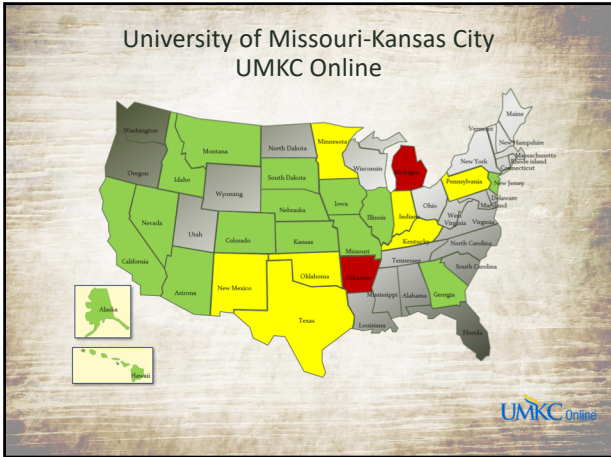 University of Missouri-Kansas City
UMKC Online
Maine
Washington
Vermont
Montana
North Dakota
Minnesota
New Hampshire
Massachusetts
Rhode island
Connecticut
Oregon
Idaho
South Dakota
Wisconsin
Michigan
New York
Wyoming
Pennsylvania
New Jersey
Iowa
Nebraska
Ohio
Delaware
Maryland
Nevada
Utah
Illinois
Indiana
West
Virginia
Virginia
Colorado
Kansas
Missouri
Kentucky
California
North Carolina
Tennessee
Oklahoma
Arkansas
South Carolina
Arizona
New Mexico
Mississippi
Alabama
Georgia
Alaska
Texas
Louisiana
Florida
Hawaii
UMKC Online